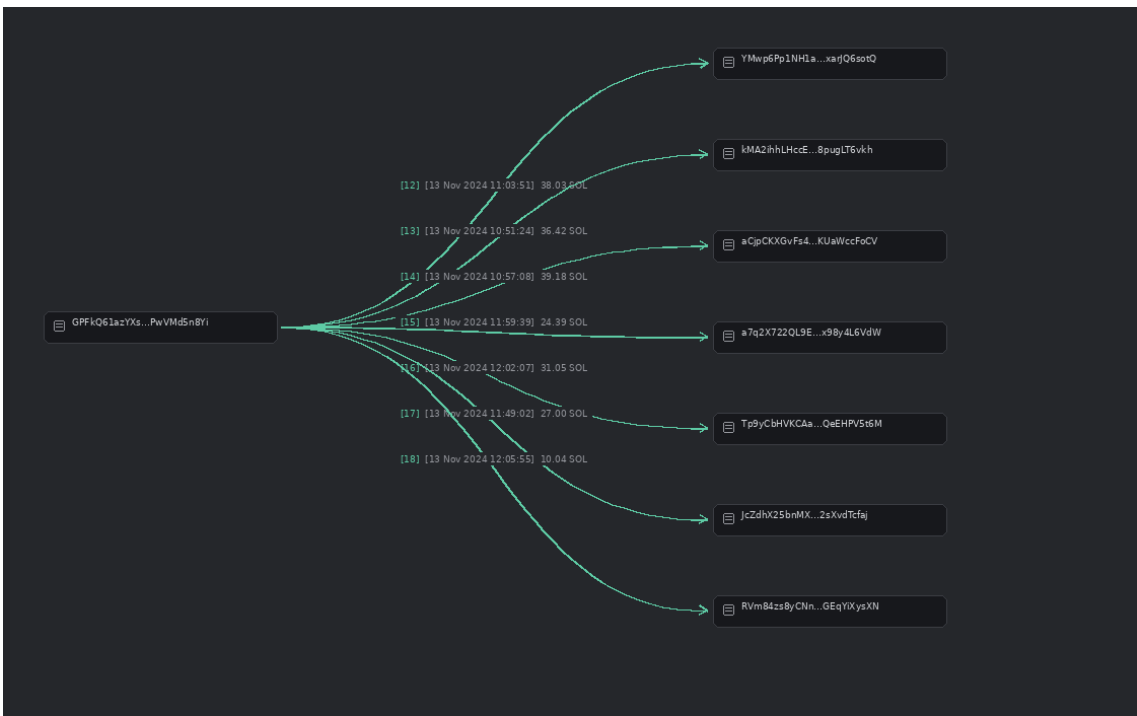 YMwp6Pp1NH1a...xarJQ6sotQ
kMA2ihhLHccE...8pugLT6vkh
[12] [13 Nov 2024 11:03:51] 38.03 SOL
[13] [13 Nov 2024 10:51:24] 36.42 SOL
aCjpCKXGvFs4...KUaWccFoCV
[14] [13 Nov 2024 10:57:08] 39.18 SOL
GPFkQ61azYXs...PwVMd5n8Yi
[15] [13 Nov 2024 11:59:39] 24.39 SOL
a7q2X722QL9E...x98y4L6VdW
[16] [13 Nov 2024 12:02:07] 31.05 SOL
[17] [13 Nov 2024 11:49:02] 27.00 SOL
Tp9yCbHVKCAa...QeEHPV5t6M
[18] [13 Nov 2024 12:05:55] 10.04 SOL
JcZdhX25bnMX...2sXvdTcfaj
RVm84zs8yCNn...GEqYiXysXN